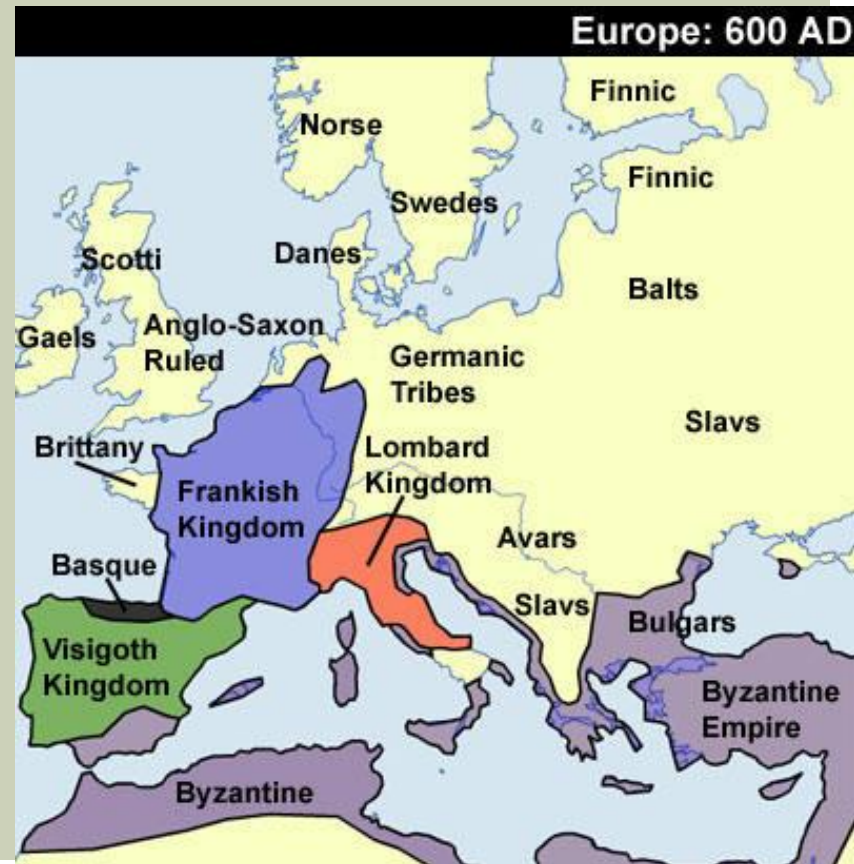 Europe: 600 AD
Finnic
Norse
Finnic
Swedes
Danes
Scotti
Balts
Gaels
Anglo-Saxon
Ruled
Germanic
Tribes
Slavs
Brittany
Lombard
Kingdom
Frankish
Kingdom
Avars
Basque
Slavs
Bulgars
Visigoth
Kingdom
Byzantine
Empire
Byzantine